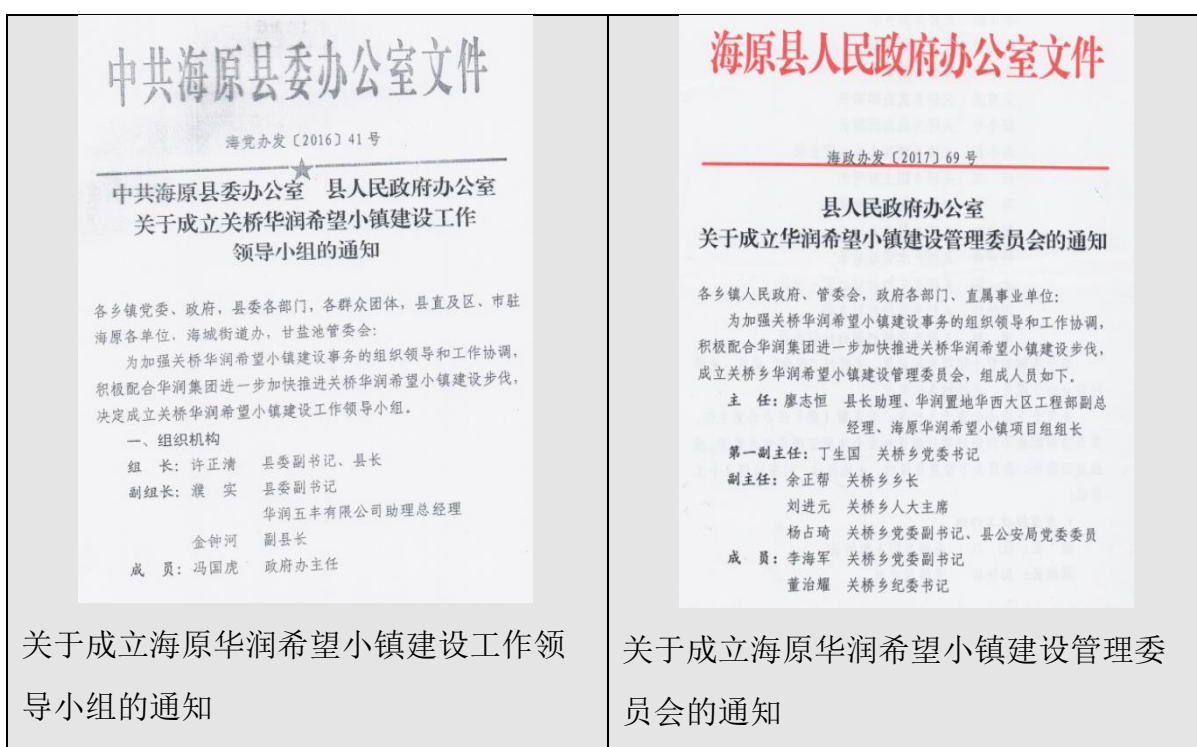 中共海原县委办公室文件
海党办发〔2016〕41号
中共海原县委办公室 县人民政府办公室
关于成立关桥华润希望小镇建设工作
领导小组的通知
各乡镇党委、政府，县委各部门，各群众团体，县直及区、市驻
海原各单位，海城街道办，甘盐池管委会：
为加强关桥华润希望小镇建设事务的组织领导和工作协调，
积极配合华润集团进一步加快推进关桥华润希望小镇建设步伐，
决定成立关桥华润希望小镇建设工作领导小组。
一、组织机构
组 长：许正清 县委副书记、县长
副组长：濮 实 县委副书记
华润五丰有限公司助理总经理
金钟河 副县长
成 员：冯国虎 政府办主任
关于成立海原华润希望小镇建设工作领
导小组的通知
海原县人民政府办公室文件
海政办发〔2017〕69号
县人民政府办公室
关于成立华润希望小镇建设管理委员会的通知
各乡镇人民政府、管委会，政府各部门、直属事业单位：
为加强关桥华润希望小镇建设事务的组织领导和工作协调，
积极配合华润集团进一步加快推进关桥华润希望小镇建设步伐，
成立关桥乡华润希望小镇建设管理委员会，组成人员如下。
主 任：廖志恒 县长助理、华润置地华西大区工程部副总
经理、海原华润希望小镇项目组组长
第一副主任：丁生国 关桥乡党委书记
副主任：余正帮 关桥乡乡长
刘进元 关桥乡人大主席
杨占琦 关桥乡党委副书记、县公安局党委委员
成 员：李海军 关桥乡党委副书记
董治耀 关桥乡纪委书记
关于成立海原华润希望小镇建设管理委
员会的通知